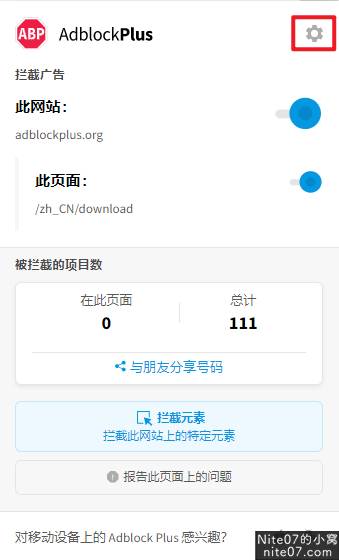 ABP AdblockPlus
拦截广告
此网站：
adblockplus.org
此页面：
/zh_CN/download
被拦截的项目数
在此页面 总计
0 111
与朋友分享号码
拦截元素
拦截此网站上的特定元素
报告此页面上的问题
对移动设备上的 Adblock Plus 感兴趣？
Nite07的小窝
nite07.com